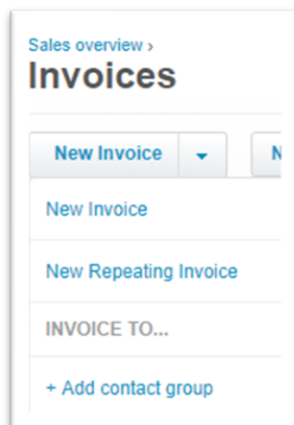 Sales overview ›
Invoices
New Invoice
New Invoice
New Repeating Invoice
INVOICE TO...
+ Add contact group